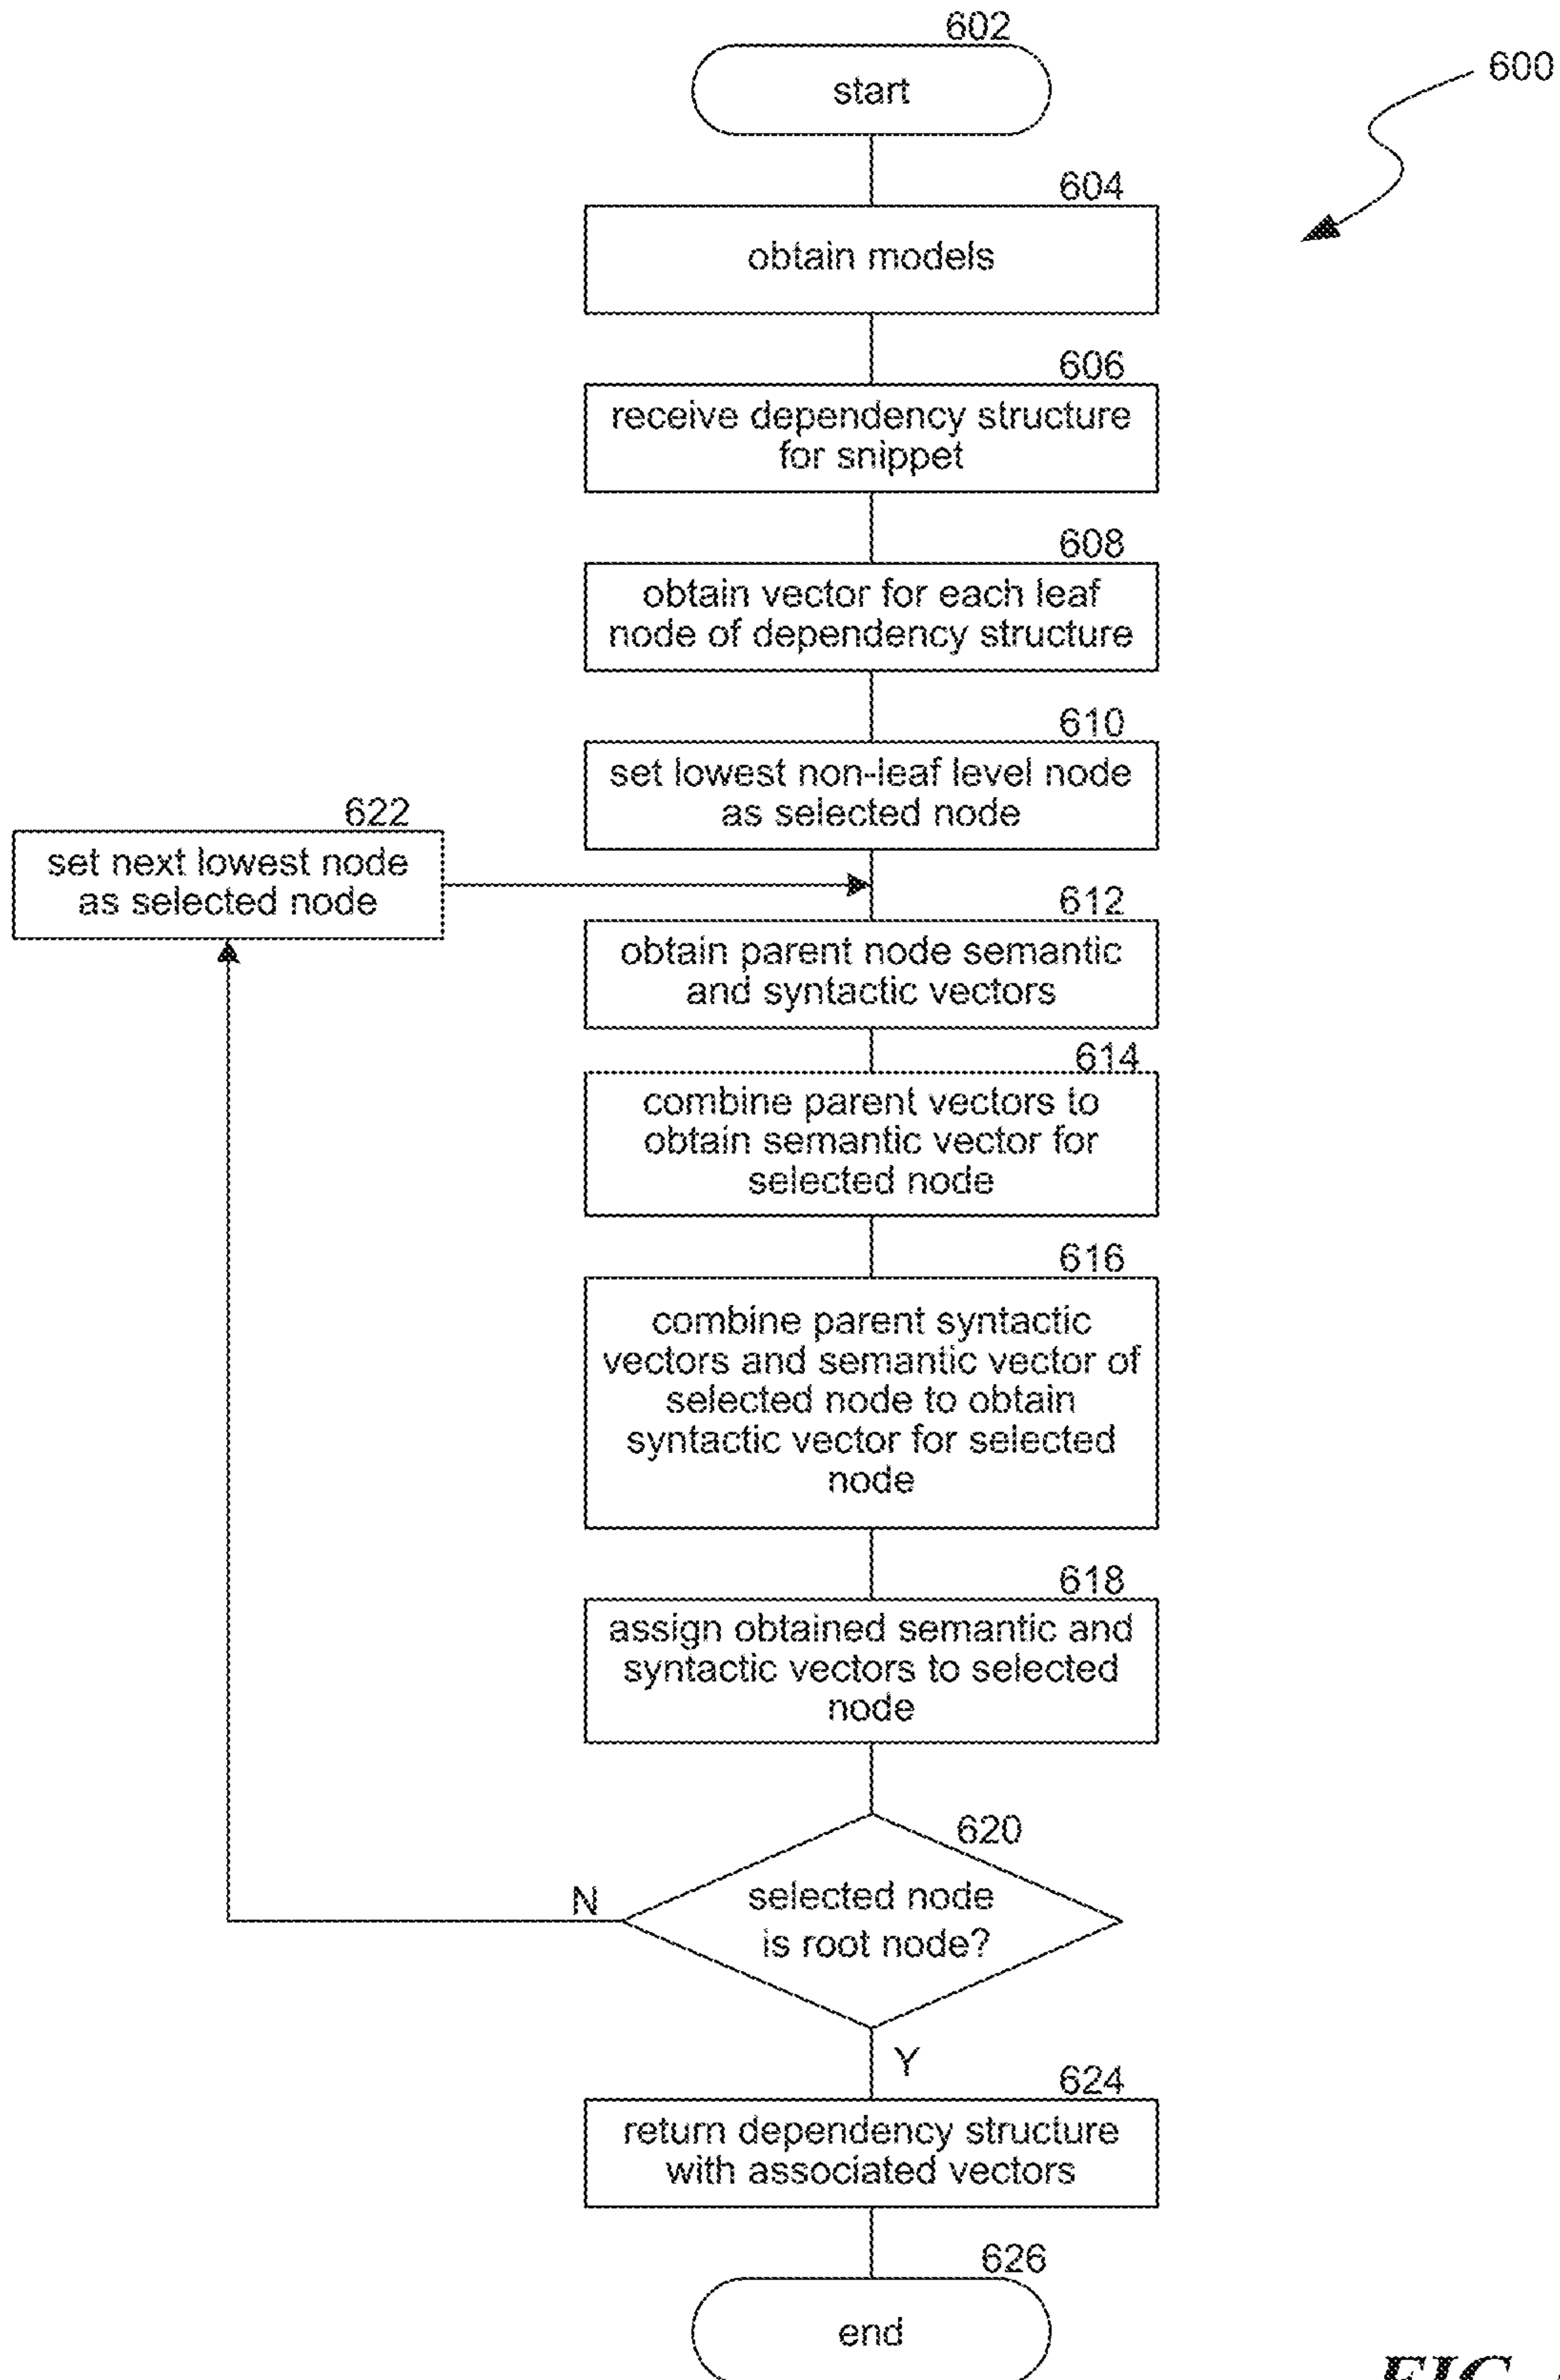 602
start
600
604
obtain models
606
receive dependency structure
for snippet
608
obtain vector for each leaf
node of dependency structure
610
set lowest non-leaf level node
as selected node
622
set next lowest node
as selected node
612
obtain parent node semantic
and syntactic vectors
614
combine parent vectors to
obtain semantic vector for
selected node
616
combine parent syntactic
vectors and semantic vector of
selected node to obtain
syntactic vector for selected
node
618
assign obtained semantic and
syntactic vectors to selected
node
620
selected node
is root node?
N
Y
624
return dependency structure
with associated vectors
626
end
FIG.